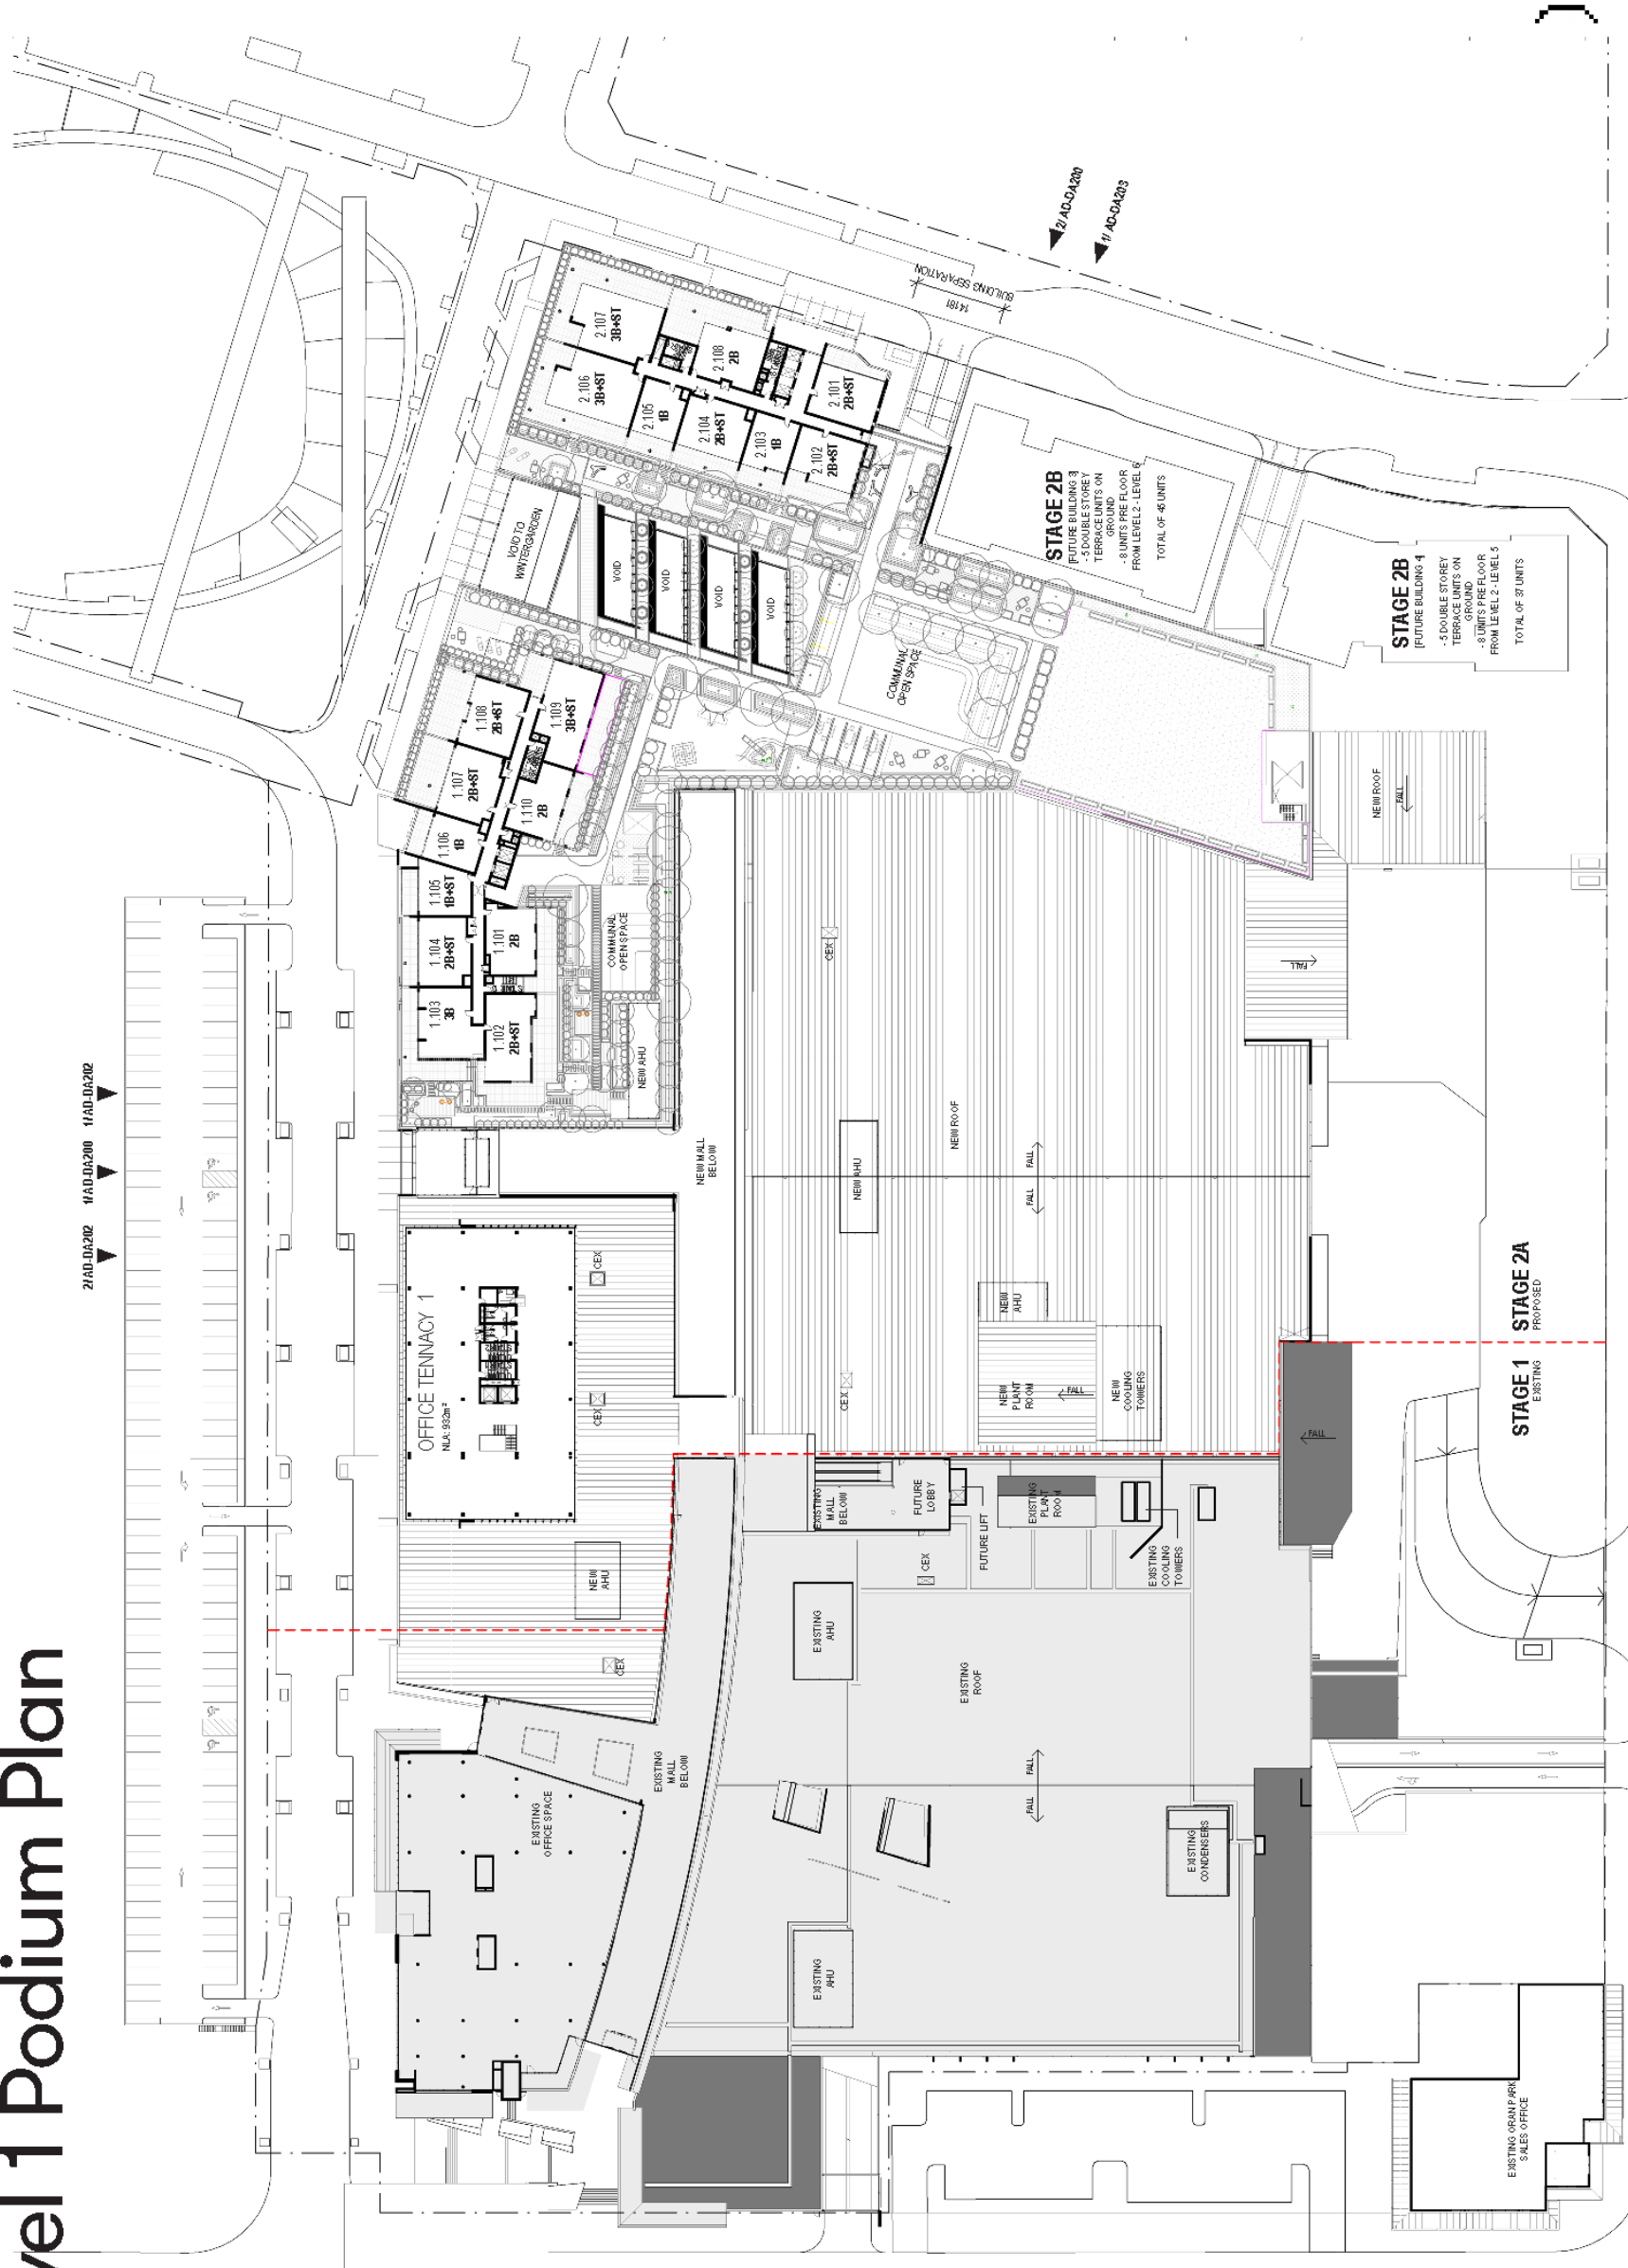 vel 1 Podium Plan
2/AD-DA202
1/AD-DA200
1/AD-DA202
2/ AD-DA200
1/ AD-DA203
BUILDING SEPARATION
14181
2.107
3B+ST
2.106
3B+ST
2.108
2B
2.105
1B
2.104
2B+ST
2.103
1B
2.101
2B+ST
2.102
2B+ST
VOID TO
WINTERGARDEN
VOID
VOID
VOID
VOID
COMMUNAL
OPEN SPACE
STAGE 2B
[FUTURE BUILDING 3]
- 5 DOUBLE STOREY
TERRACE UNITS ON
GROUND
- 8 UNITS PRE FLOOR
FROM LEVEL 2 - LEVEL 6
TOTAL OF 45 UNITS
STAGE 2B
[FUTURE BUILDING 4
- 5 DOUBLE STOREY
TERRACE UNITS ON
GROUND
- 8 UNITS PRE FLOOR
FROM LEVEL 2 - LEVEL 5
TOTAL OF 37 UNITS
1.108
2B+ST
1.109
3B+ST
1.107
2B+ST
1.110
2B
1.106
1B
1.105
1B+ST
1.104
2B+ST
1.101
2B
1.103
3B
1.102
2B+ST
COMMUNAL
OPEN SPACE
NEW AHU
NEW MALL
BELOW
NEW ROOF
FALL
FALL
CEX
NEW AHU
NEW ROOF
FALL
FALL
NEW
AHU
NEW
PLANT
ROOM
FALL
NEW
COOLING
TOWERS
CEX
OFFICE TENNACY 1
NLA: 932m²
CEX
CEX
NEW
AHU
CEX
STAGE 1
EXISTING
STAGE 2A
PROPOSED
FALL
EXISTING
MALL
BELOW
FUTURE
LOBBY
FUTURE LIFT
CEX
EXISTING
PLANT
ROOM
EXISTING
COOLING
TOWERS
EXISTING
AHU
EXISTING
ROOF
FALL
FALL
EXISTING
MALL
BELOW
EXISTING
OFFICE SPACE
EXISTING
AHU
EXISTING
CONDENSERS
EXISTING ORAN PARK
SALES OFFICE